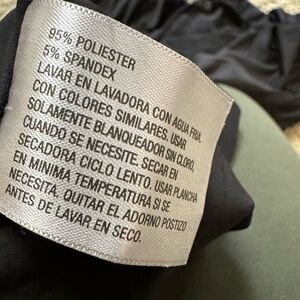 95% POLIESTER
5% SPANDEX
LAVAR EN LAVADORA CON AGUA FRIA,
CON COLORES SIMILARES. USAR
SOLAMENTE BLANQUEADOR SIN CLORO,
CUANDO SE NECESITE. SECAR EN
SECADORA CICLO LENTO. USAR PLANCHA
EN MINIMA TEMPERATURA SI SE
NECESITA. QUITAR EL ADORNO POSTIZO
ANTES DE LAVAR EN SECO.